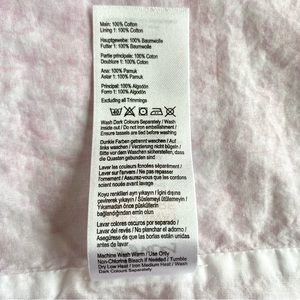 Main: 100% Cotton
Lining 1: 100% Cotton
Hauptgewebe: 100% Baumwolle
Futter 1: 100% Baumwolle
Partie principale: 100% Coton
Doublure 1: 100% Coton
Ana: 100% Pamuk
Astar 1: 100% Pamuk
Principal: 100% Algodón
Forro 1: 100% Algodón
Excluding all Trimmings
Wash Dark Colours Separately / Wash
inside-out / Do not iron embellishment /
Ensure tassels are tied before washing
Dunkle Farben getrennt waschen / Auf
links waschen / Verzierung nicht bügeln /
Bitte vor dem Waschen sicherstellen, dass
die Quasten gebunden sind
Lavez les couleurs foncées séparément /
Laver sur l'envers / Ne pas repasser
l'ornement / Assurez-vous que les cordons
soient noués avant lavage
Koyu renkleri ayrı yıkayın / İçini dışına
çevirerek yıkayın / Süslemeyi ütülemeyin /
Yıkamadan önce püsküllerin
bağlandığından emin olun
Lavar colores oscuros por separado /
Lavar del revés / No planchar el adorno /
Asegúrese de que las borlas están unidas
antes de lavar
Machine Wash Warm / Use Only
Non-Chlorine Bleach if Needed / Tumble
Dry Low Heat / Iron Medium Heat / Wash
Dark Colours Separately